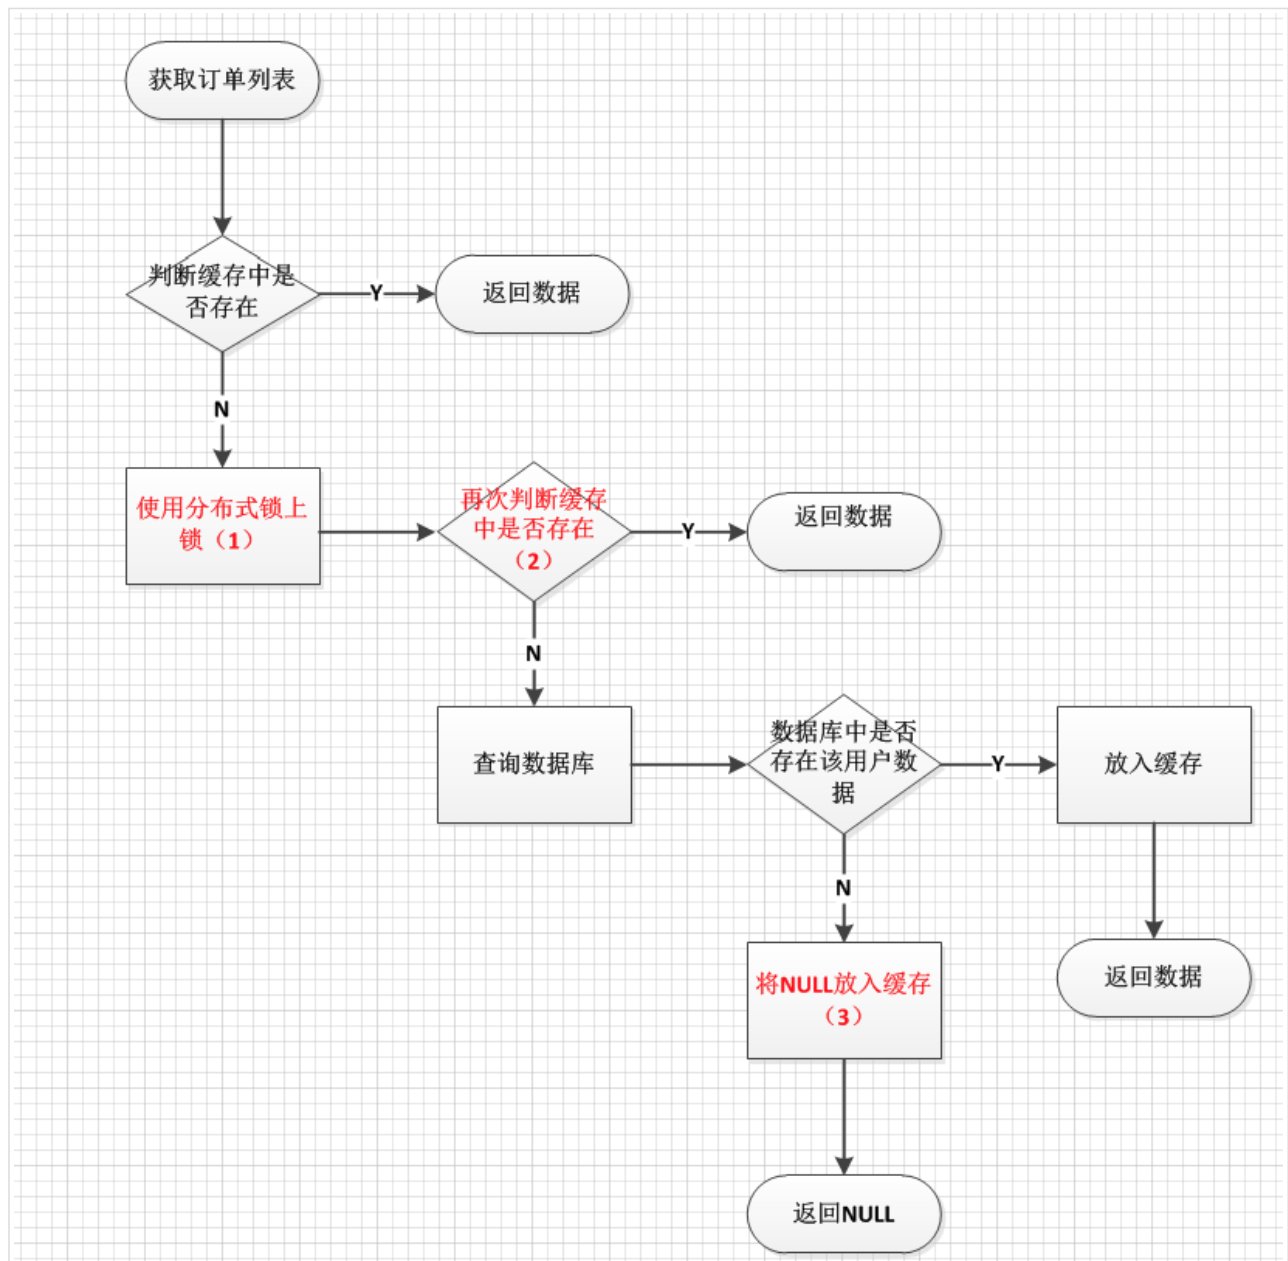 获取订单列表
判断缓存中是
否存在
Y
返回数据
N
使用分布式锁上
锁（1）
再次判断缓存
中是否存在
（2）
Y
返回数据
N
查询数据库
数据库中是否
存在该用户数
据
Y
放入缓存
N
将NULL放入缓存
（3）
返回数据
返回NULL